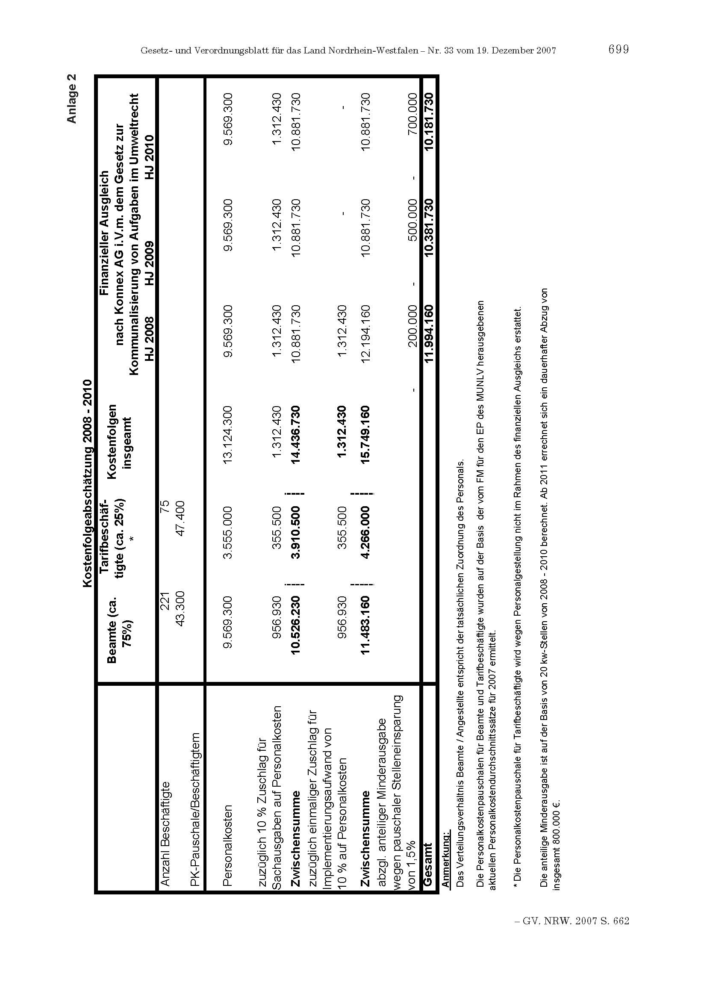 Gesetz- und Verordnungsblatt für das Land Nordrhein-Westfalen – Nr. 33 vom 19. Dezember 2007 699
Anlage 2
Kostenfolgeabschätzung 2008 - 2010
Beamte (ca. 75%)
Tarifbeschäf-
tigte (ca. 25%)
*
Kostenfolgen
insgeamt
Finanzieller Ausgleich
nach Konnex AG i.V.m. dem Gesetz zur
Kommunalisierung von Aufgaben im Umweltrecht
HJ 2008 HJ 2009 HJ 2010
Anzahl Beschäftigte 221 75
PK-Pauschale/Beschäftigtem 43.300 47.400
Personalkosten 9.569.300 3.555.000 13.124.300 9.569.300 9.569.300 9.569.300
zuzüglich 10 % Zuschlag für
Sachausgaben auf Personalkosten 956.930 355.500 1.312.430 1.312.430 1.312.430 1.312.430
Zwischensumme 10.526.230 3.910.500 14.436.730 10.881.730 10.881.730 10.881.730
zuzüglich einmaliger Zuschlag für
Implementierungsaufwand von
10 % auf Personalkosten 956.930 355.500 1.312.430 1.312.430 - -
Zwischensumme 11.483.160 4.266.000 15.749.160 12.194.160 10.881.730 10.881.730
abzgl. anteiliger Minderausgabe
wegen pauschaler Stelleneinsparung
von 1,5% - 200.000 - 500.000 - 700.000
Gesamt 11.994.160 10.381.730 10.181.730
Anmerkung:
Das Verteilungsverhältnis Beamte / Angestellte entspricht der tatsächlichen Zuordnung des Personals.
Die Personalkostenpauschalen für Beamte und Tarifbeschäftigte wurden auf der Basis der vom FM für den EP des MUNLV herausgebenen
aktuellen Personalkostendurchschnittssätze für 2007 ermittelt.
* Die Personalkostenpauschale für Tarifbeschäftigte wird wegen Personalgestellung nicht im Rahmen des finanziellen Ausgleichs erstattet.
Die anteilige Minderausgabe ist auf der Basis von 20 kw-Stellen von 2008 - 2010 berechnet. Ab 2011 errechnet sich ein dauerhafter Abzug von
insgesamt 800.000 €.
– GV. NRW. 2007 S. 662